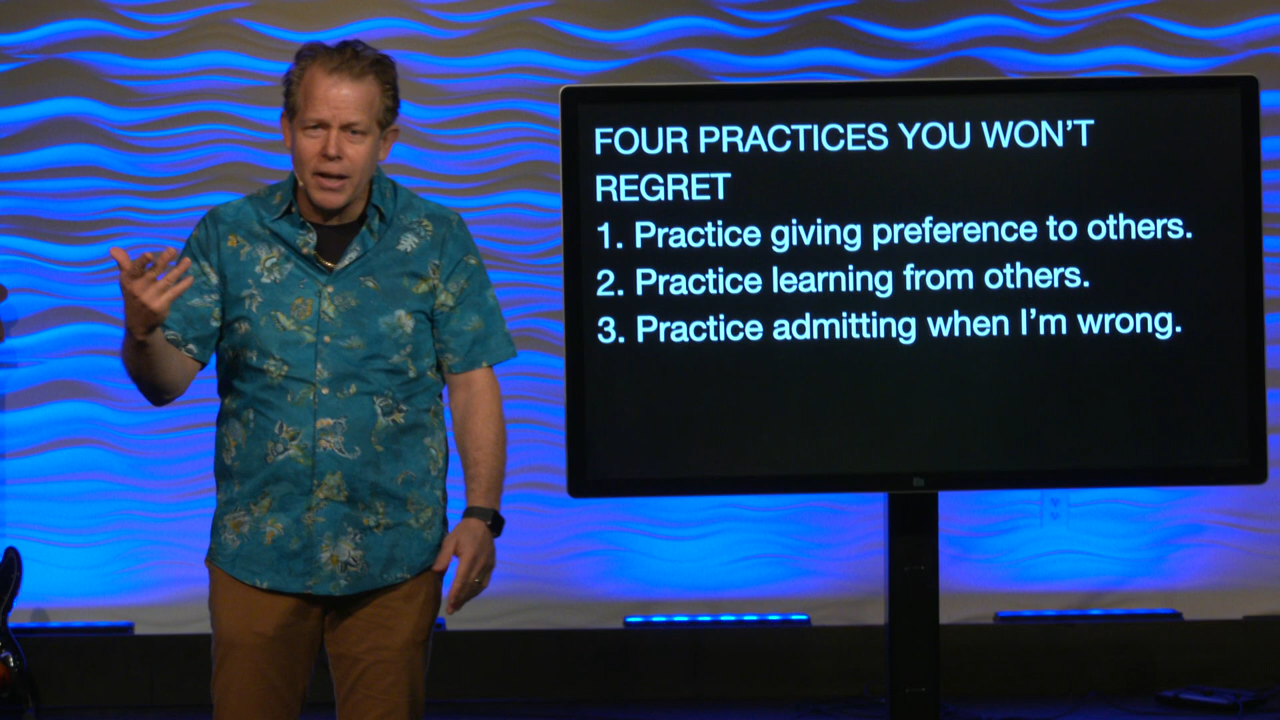 FOUR PRACTICES YOU WON’T
REGRET
1. Practice giving preference to others.
2. Practice learning from others.
3. Practice admitting when I’m wrong.